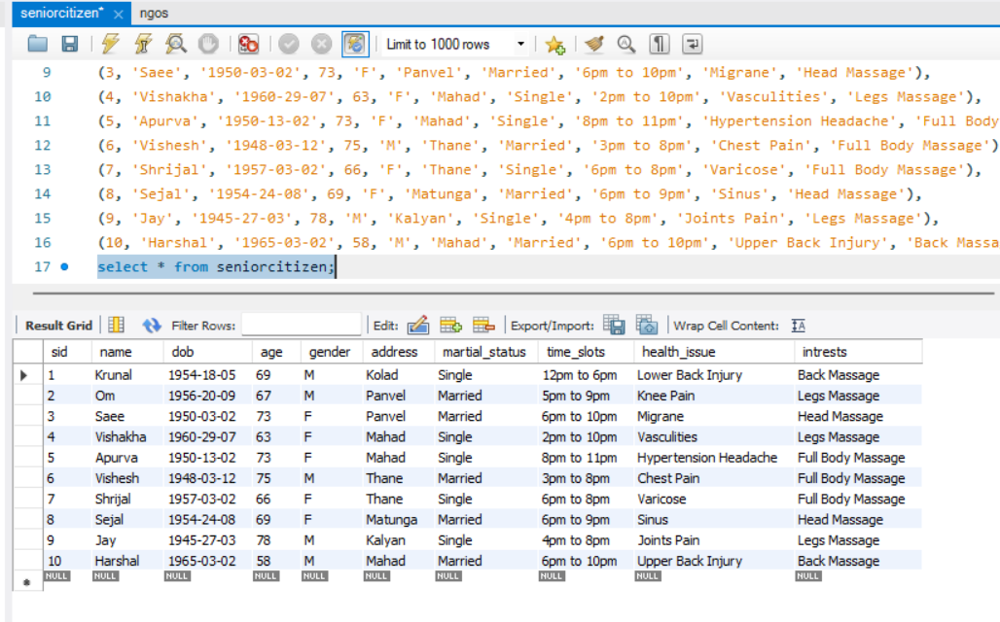 seniorcitizen* × ngos
Limit to 1000 rows
9 (3, 'Saee', '1950-03-02', 73, 'F', 'Panvel', 'Married', '6pm to 10pm', 'Migrane', 'Head Massage'),
10 (4, 'Vishakha', '1960-29-07', 63, 'F', 'Mahad', 'Single', '2pm to 10pm', 'Vasculities', 'Legs Massage'),
11 (5, 'Apurva', '1950-13-02', 73, 'F', 'Mahad', 'Single', '8pm to 11pm', 'Hypertension Headache', 'Full Body
12 (6, 'Vishesh', '1948-03-12', 75, 'M', 'Thane', 'Married', '3pm to 8pm', 'Chest Pain', 'Full Body Massage')
13 (7, 'Shrijal', '1957-03-02', 66, 'F', 'Thane', 'Single', '6pm to 8pm', 'Varicose', 'Full Body Massage'),
14 (8, 'Sejal', '1954-24-08', 69, 'F', 'Matunga', 'Married', '6pm to 9pm', 'Sinus', 'Head Massage'),
15 (9, 'Jay', '1945-27-03', 78, 'M', 'Kalyan', 'Single', '4pm to 8pm', 'Joints Pain', 'Legs Massage'),
16 (10, 'Harshal', '1965-03-02', 58, 'M', 'Mahad', 'Married', '6pm to 10pm', 'Upper Back Injury', 'Back Massa
17 select * from seniorcitizen;
Result Grid Filter Rows: Edit: Export/Import: Wrap Cell Content:
sid name dob age gender address martial_status time_slots health_issue intrests
1 Krunal 1954-18-05 69 M Kolad Single 12pm to 6pm Lower Back Injury Back Massage
2 Om 1956-20-09 67 M Panvel Married 5pm to 9pm Knee Pain Legs Massage
3 Saee 1950-03-02 73 F Panvel Married 6pm to 10pm Migrane Head Massage
4 Vishakha 1960-29-07 63 F Mahad Single 2pm to 10pm Vasculities Legs Massage
5 Apurva 1950-13-02 73 F Mahad Single 8pm to 11pm Hypertension Headache Full Body Massage
6 Vishesh 1948-03-12 75 M Thane Married 3pm to 8pm Chest Pain Full Body Massage
7 Shrijal 1957-03-02 66 F Thane Single 6pm to 8pm Varicose Full Body Massage
8 Sejal 1954-24-08 69 F Matunga Married 6pm to 9pm Sinus Head Massage
9 Jay 1945-27-03 78 M Kalyan Single 4pm to 8pm Joints Pain Legs Massage
10 Harshal 1965-03-02 58 M Mahad Married 6pm to 10pm Upper Back Injury Back Massage
NULL NULL NULL NULL NULL NULL NULL NULL NULL NULL